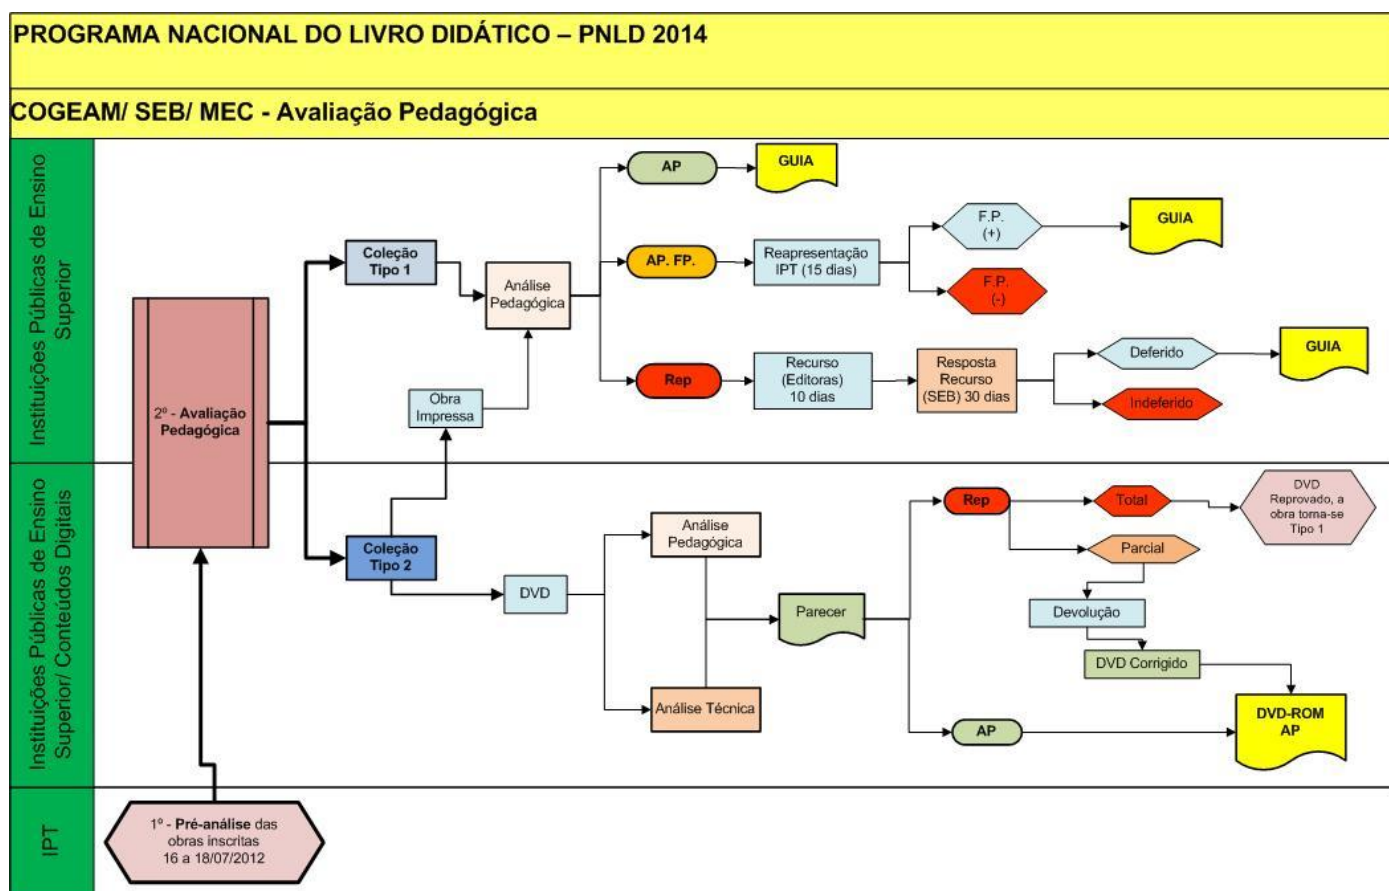 PROGRAMA NACIONAL DO LIVRO DIDÁTICO – PNLD 2014
COGEAM/ SEB/ MEC - Avaliação Pedagógica
Instituições Públicas de Ensino
Superior
AP
GUIA
Coleção
Tipo 1
Análise
Pedagógica
AP. FP.
Reapresentação
IPT (15 dias)
F.P.
(+)
GUIA
F.P.
(-)
Rep
Recurso
(Editoras)
10 dias
Resposta
Recurso
(SEB) 30 dias
Deferido
GUIA
Indeferido
Obra
Impressa
2º - Avaliação
Pedagógica
Instituições Públicas de Ensino
Superior/ Conteúdos Digitais
Coleção
Tipo 2
DVD
Análise
Pedagógica
Análise Técnica
Parecer
Rep
Total
DVD
Reprovado, a
obra torna-se
Tipo 1
Parcial
Devolução
DVD Corrigido
AP
DVD-ROM
AP
IPT
1º - Pré-análise das
obras inscritas
16 a 18/07/2012